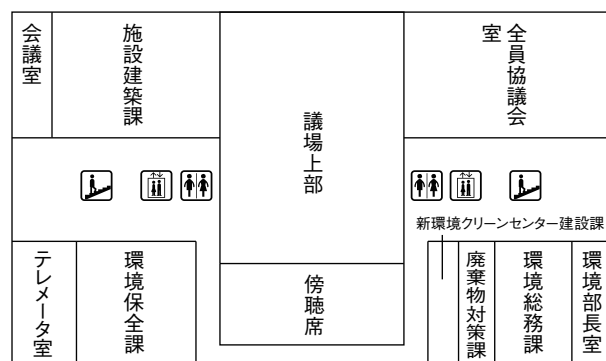 会議室
施設建築課
議場上部
全員協議会室
新環境クリーンセンター建設課
テレメータ室
環境保全課
傍聴席
廃棄物対策課
環境総務課
環境部長室